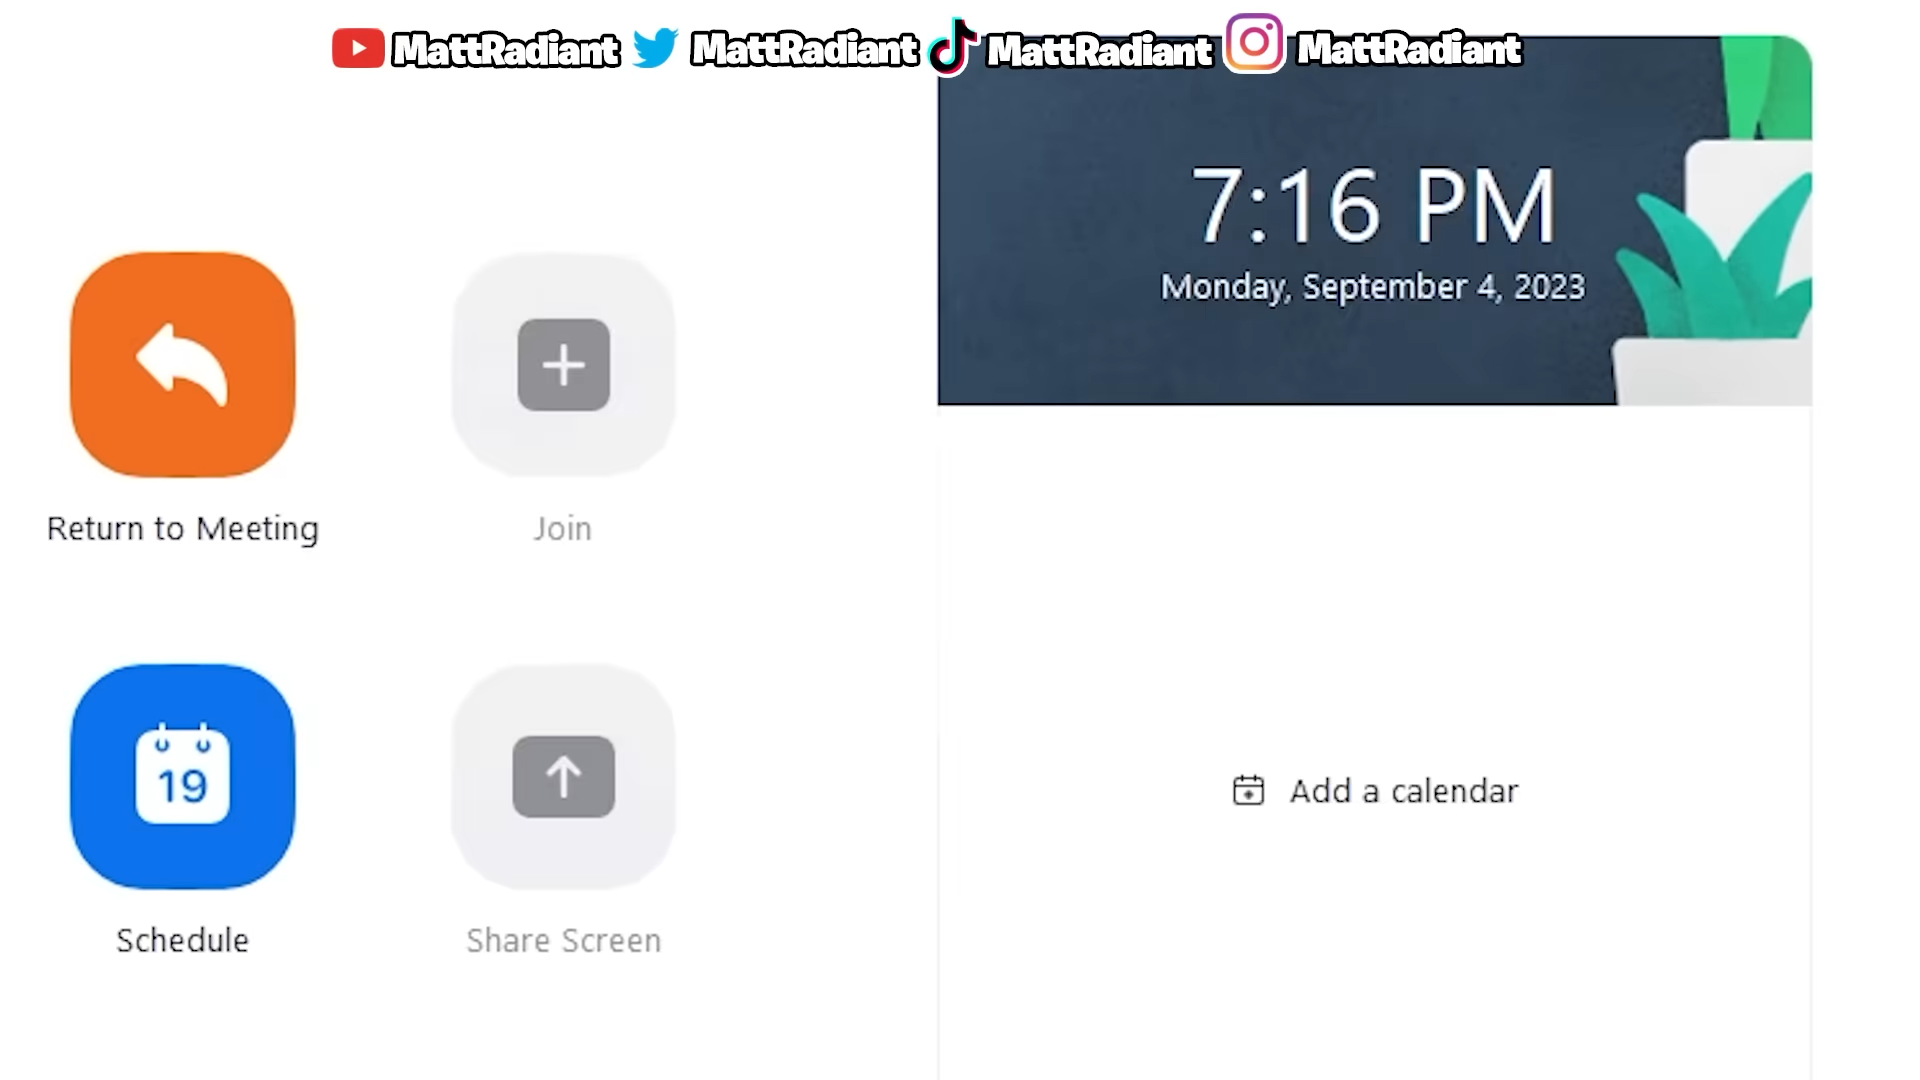 MattRadiant MattRadiant MattRadiant MattRadiant
7:16 PM
Monday, September 4, 2023
Return to Meeting
Join
19
Schedule
Share Screen
Add a calendar